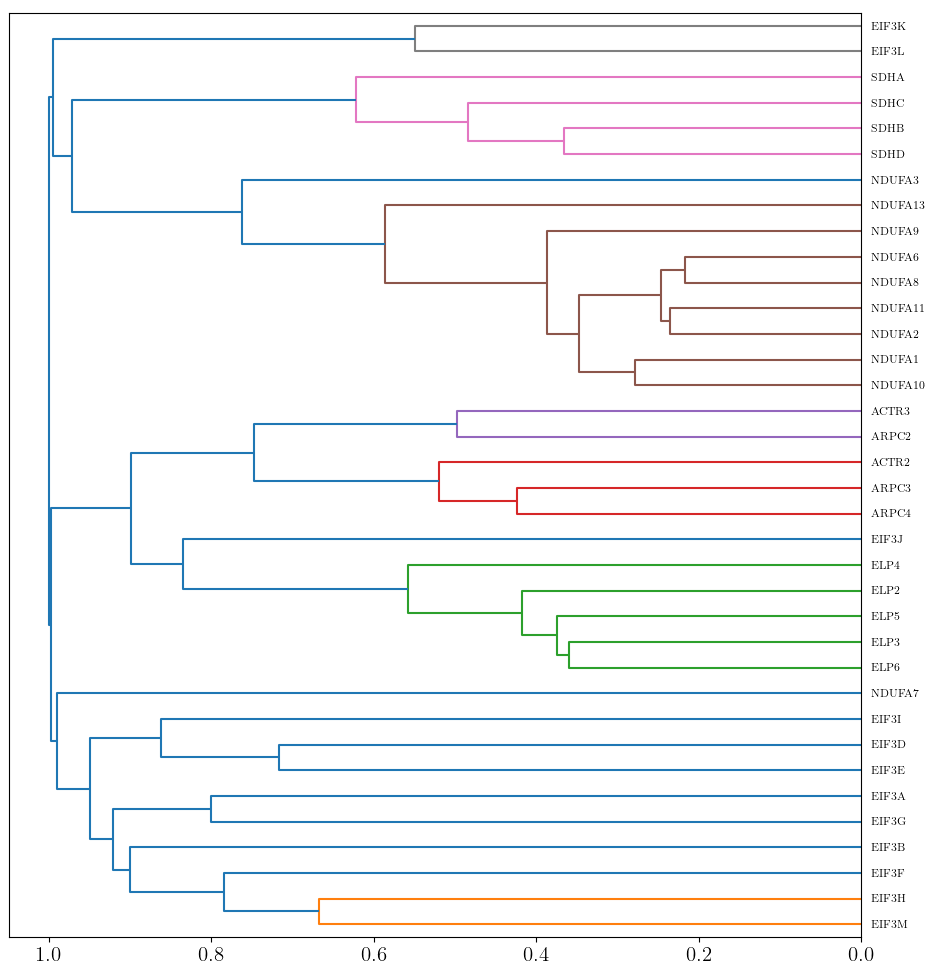 EIF3K
EIF3L
SDHA
SDHC
SDHB
SDHD
NDUFA3
NDUFA13
NDUFA9
NDUFA6
NDUFA8
NDUFA11
NDUFA2
NDUFA1
NDUFA10
ACTR3
ARPC2
ACTR2
ARPC3
ARPC4
EIF3J
ELP4
ELP2
ELP5
ELP3
ELP6
NDUFA7
EIF3I
EIF3D
EIF3E
EIF3A
EIF3G
EIF3B
EIF3F
EIF3H
EIF3M
1.0 0.8 0.6 0.4 0.2 0.0